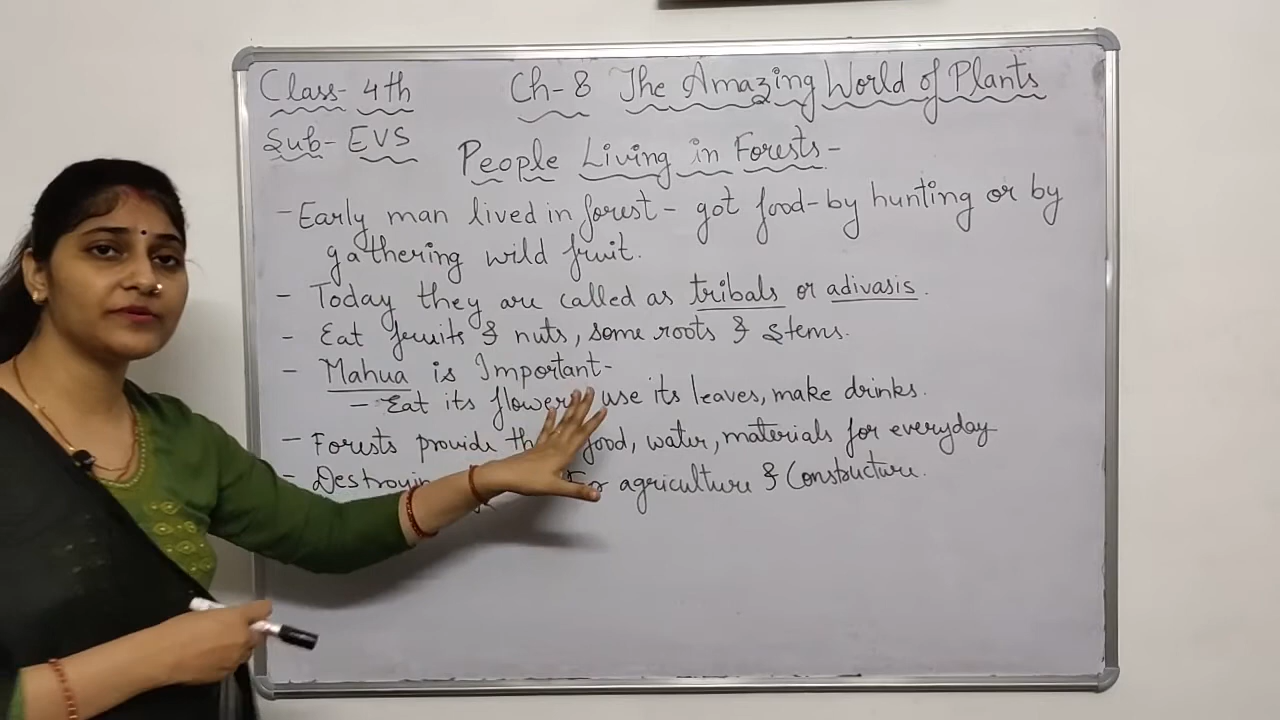 Class- 4th
Ch-8 The Amazing World of Plants
Sub- EVS
People Living in Forests-
- Early man lived in forest - got food - by hunting or by
gathering wild fruit.
- Today they are called as tribals or adivasis.
- Eat fruits & nuts, some roots & stems.
- Mahua is Important-
- Eat its flowers use its leaves, make drinks.
- Forests provide food, water, materials for everyday
- Destroying For agriculture & Constructure.